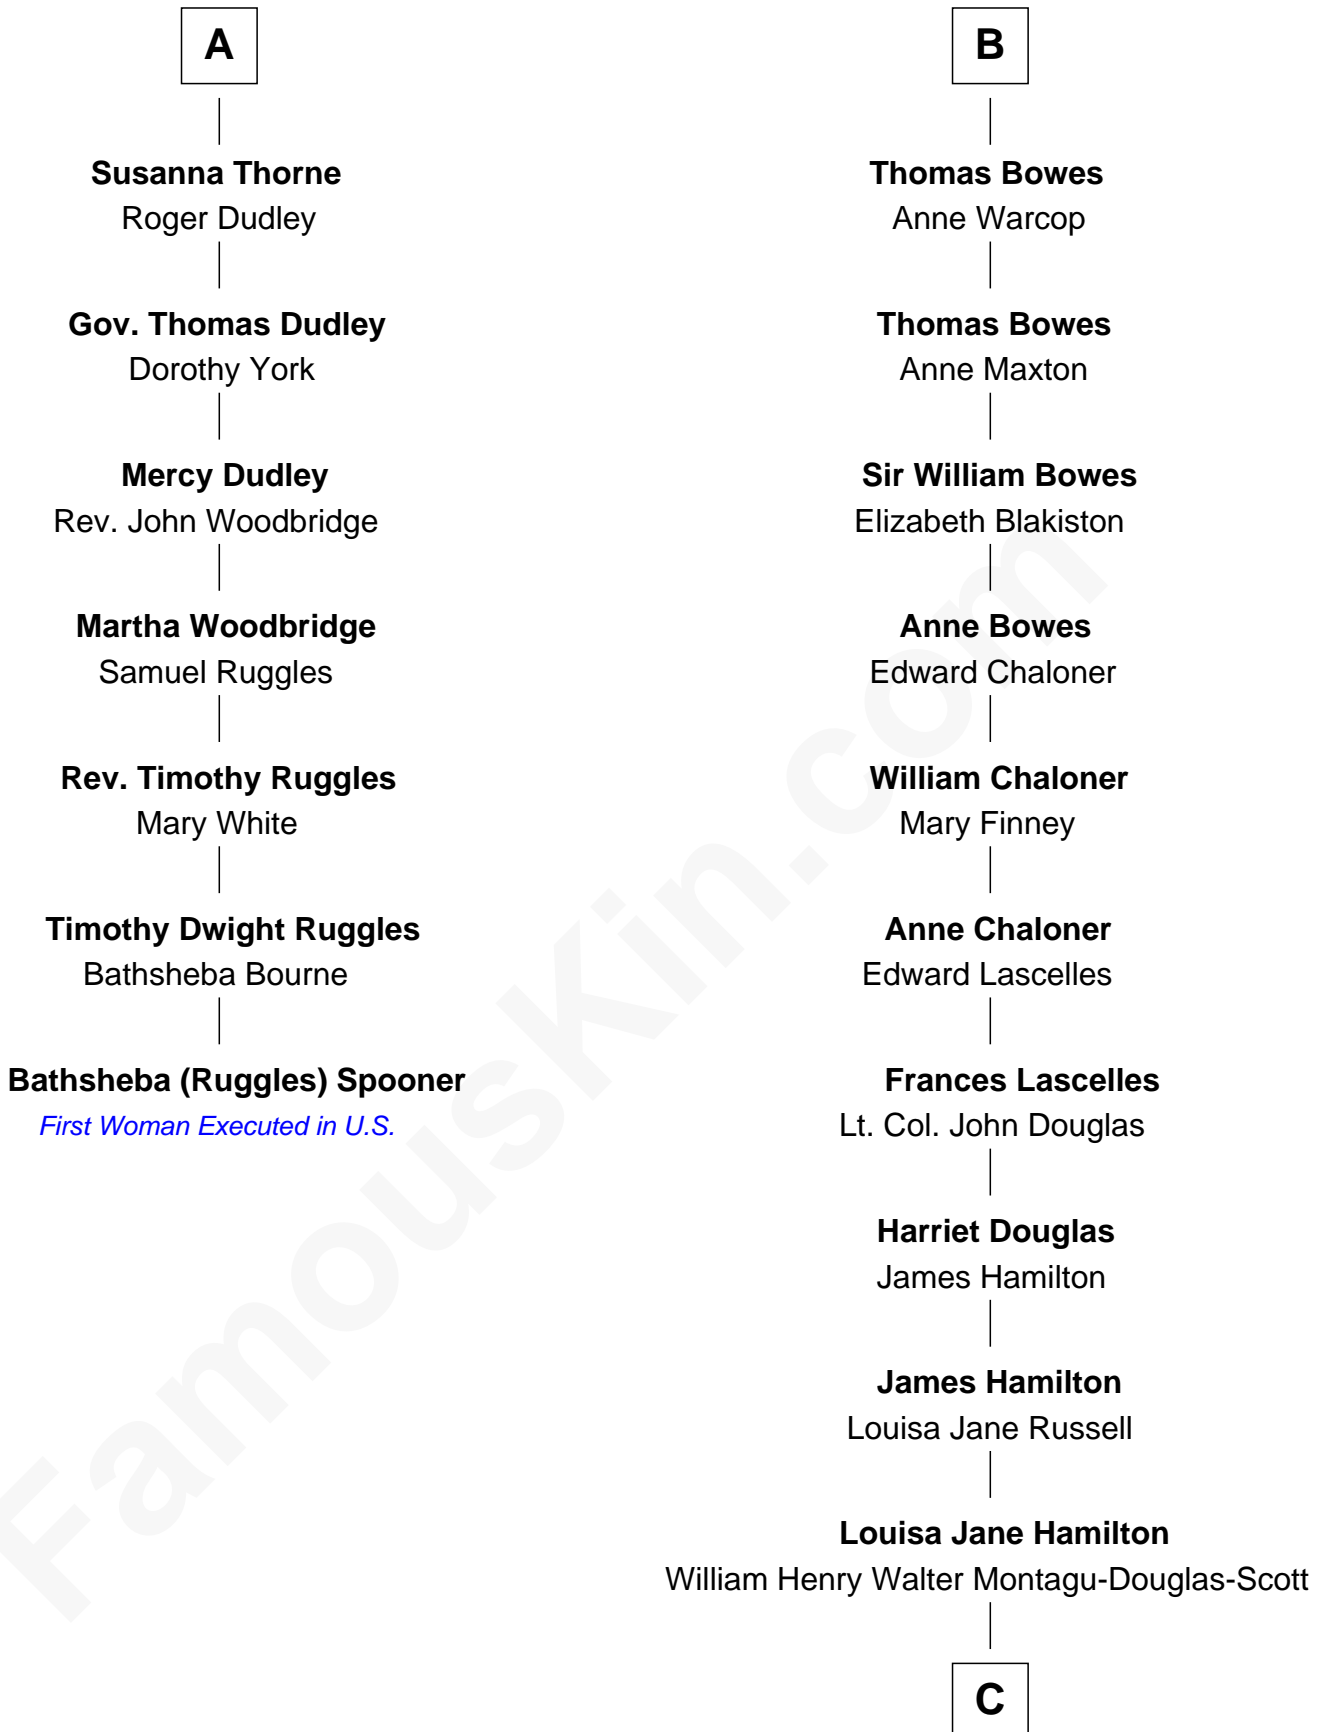 A
Susanna Thorne
Roger Dudley
Gov. Thomas Dudley
Dorothy York
Mercy Dudley
Rev. John Woodbridge
Martha Woodbridge
Samuel Ruggles
Rev. Timothy Ruggles
Mary White
Timothy Dwight Ruggles
Bathsheba Bourne
Bathsheba (Ruggles) Spooner
First Woman Executed in U.S.
B
Thomas Bowes
Anne Warcop
Thomas Bowes
Anne Maxton
Sir William Bowes
Elizabeth Blakiston
Anne Bowes
Edward Chaloner
William Chaloner
Mary Finney
Anne Chaloner
Edward Lascelles
Frances Lascelles
Lt. Col. John Douglas
Harriet Douglas
James Hamilton
James Hamilton
Louisa Jane Russell
Louisa Jane Hamilton
William Henry Walter Montagu-Douglas-Scott
C
FamousKin.com